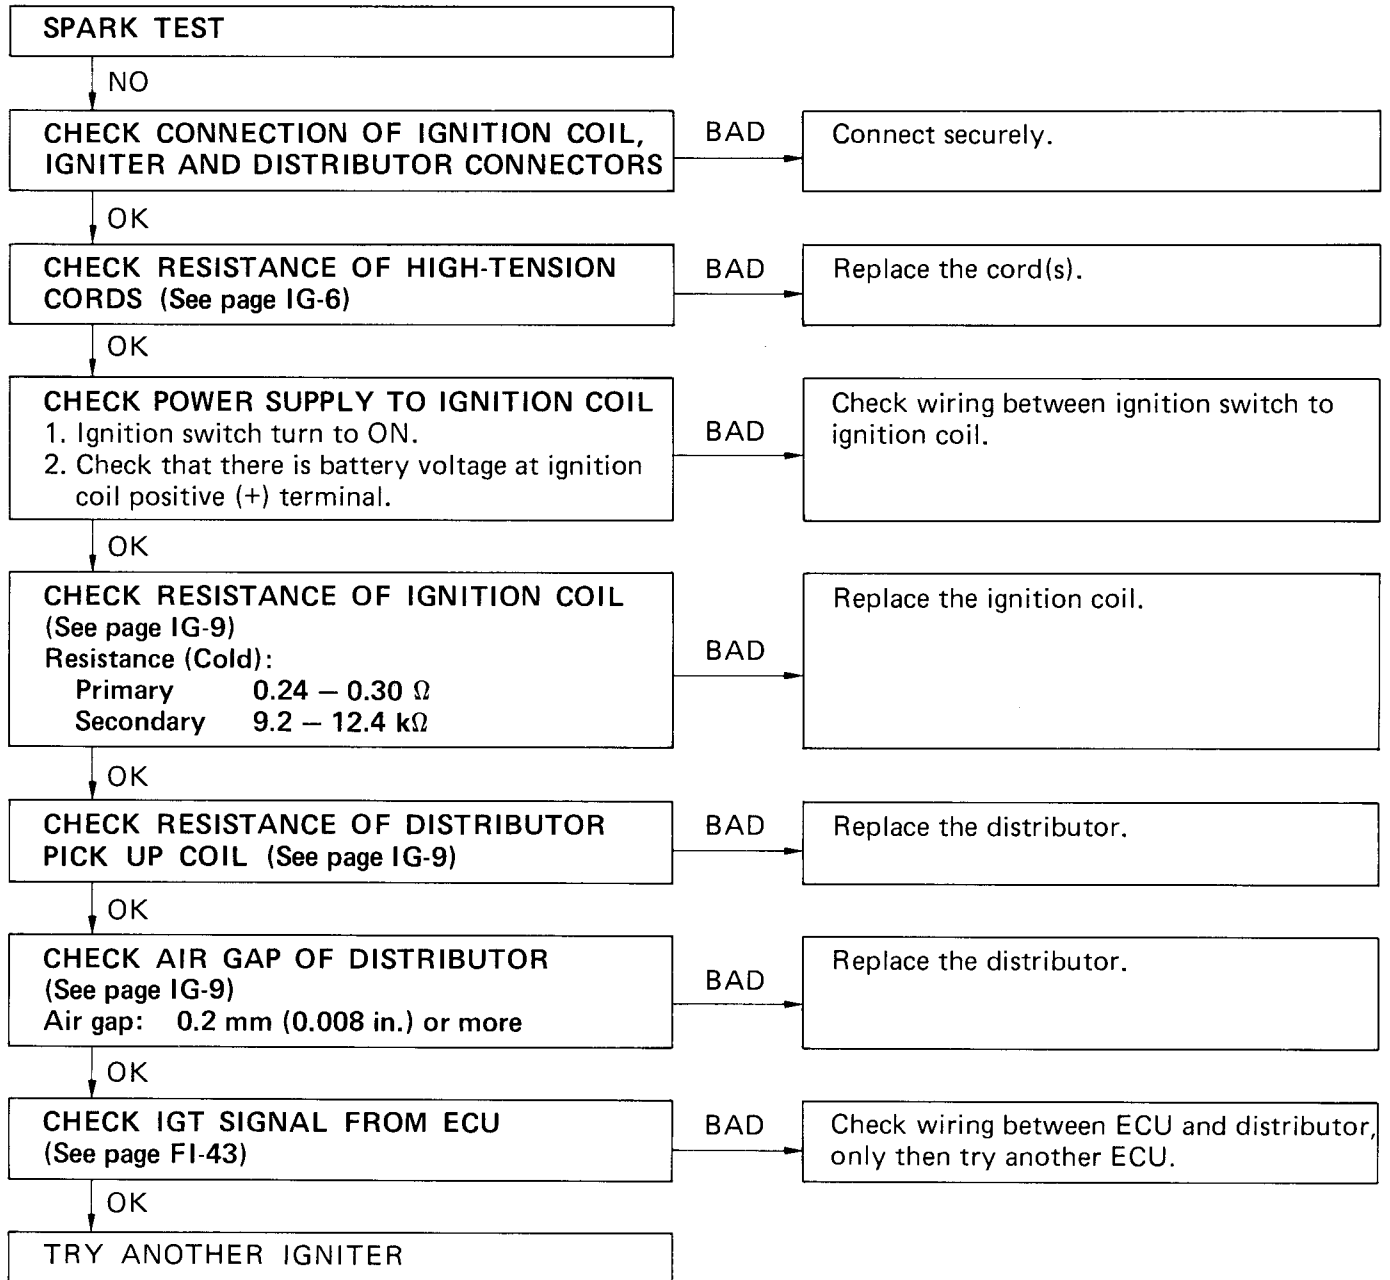 SPARK TEST
NO
CHECK CONNECTION OF IGNITION COIL,
IGNITER AND DISTRIBUTOR CONNECTORS
BAD
Connect securely.
OK
CHECK RESISTANCE OF HIGH-TENSION
CORDS (See page IG-6)
BAD
Replace the cord(s).
OK
CHECK POWER SUPPLY TO IGNITION COIL
1. Ignition switch turn to ON.
2. Check that there is battery voltage at ignition
coil positive (+) terminal.
BAD
Check wiring between ignition switch to
ignition coil.
OK
CHECK RESISTANCE OF IGNITION COIL
(See page IG-9)
Resistance (Cold):
Primary 0.24 — 0.30 Ω
Secondary 9.2 — 12.4 kΩ
BAD
Replace the ignition coil.
OK
CHECK RESISTANCE OF DISTRIBUTOR
PICK UP COIL (See page IG-9)
BAD
Replace the distributor.
OK
CHECK AIR GAP OF DISTRIBUTOR
(See page IG-9)
Air gap: 0.2 mm (0.008 in.) or more
BAD
Replace the distributor.
OK
CHECK IGT SIGNAL FROM ECU
(See page FI-43)
BAD
Check wiring between ECU and distributor,
only then try another ECU.
OK
TRY ANOTHER IGNITER